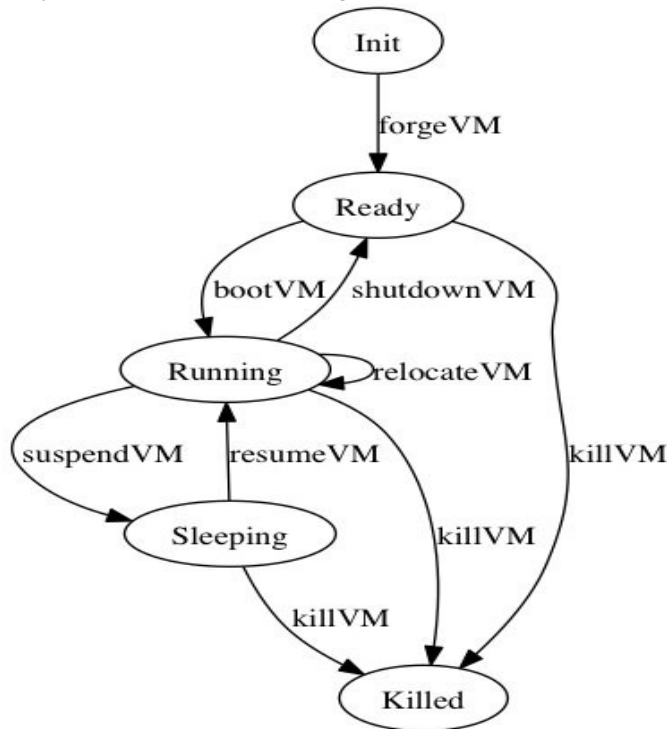 Init
forgeVM
Ready
bootVM
shutdownVM
Running
relocateVM
suspendVM
resumeVM
killVM
Sleeping
killVM
killVM
Killed